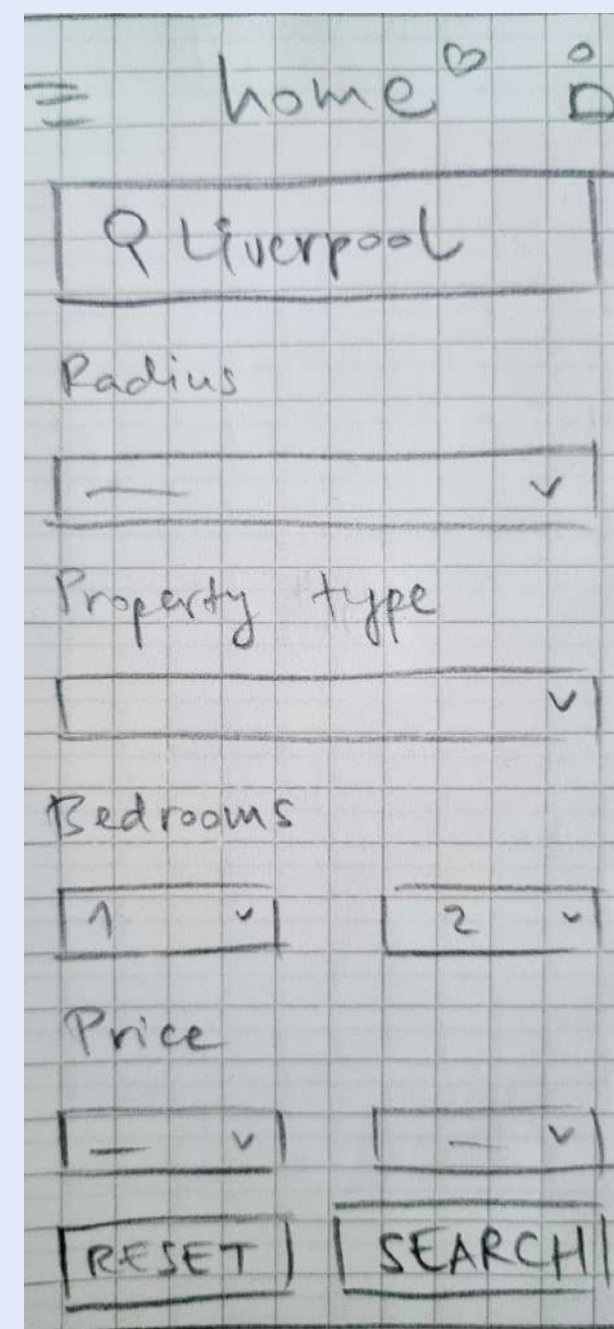 home
Liverpool
Radius
Property type
Bedrooms
1 2
Price
RESET SEARCH